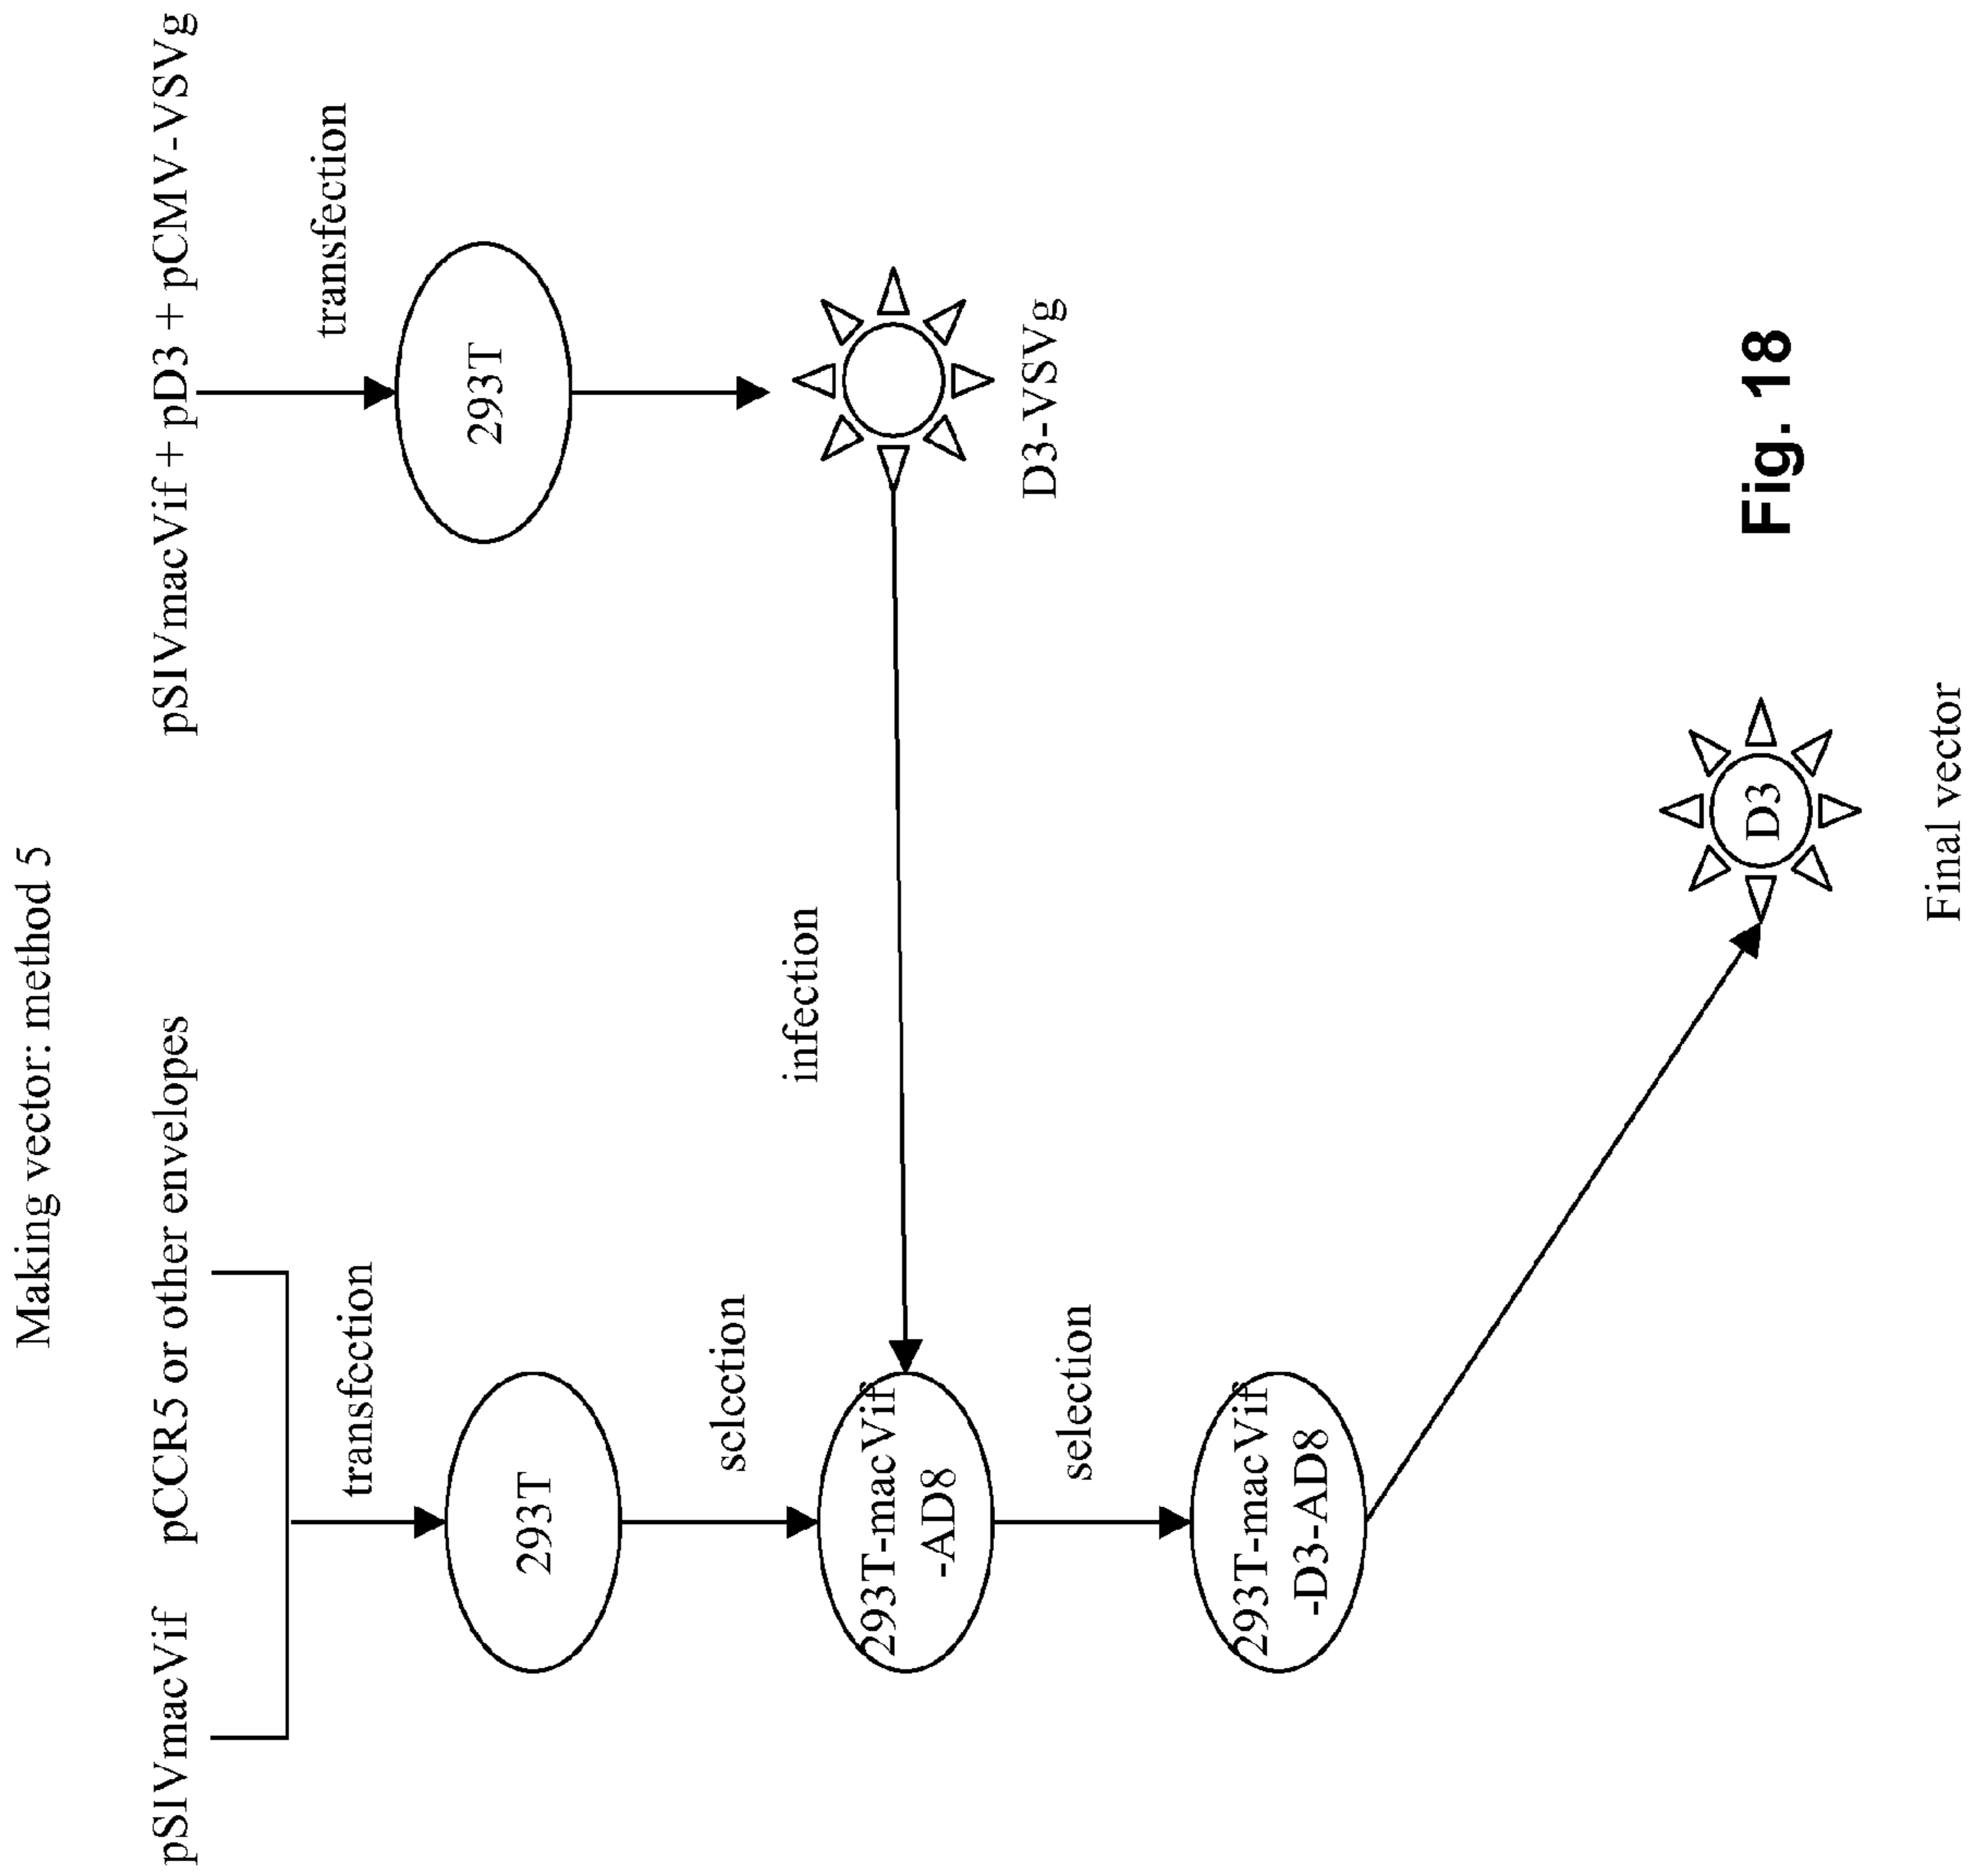 Making vector: method 5
pSIVmacVif pCCR5 or other envelopes
pSIVmacVif + pD3 + pCMV-VSVg
transfection
transfection
293T
293T
selection
infection
293T-macVif
-AD8
D3-VSVg
selection
293T-macVif
-D3-AD8
D3
Final vector
Fig. 18